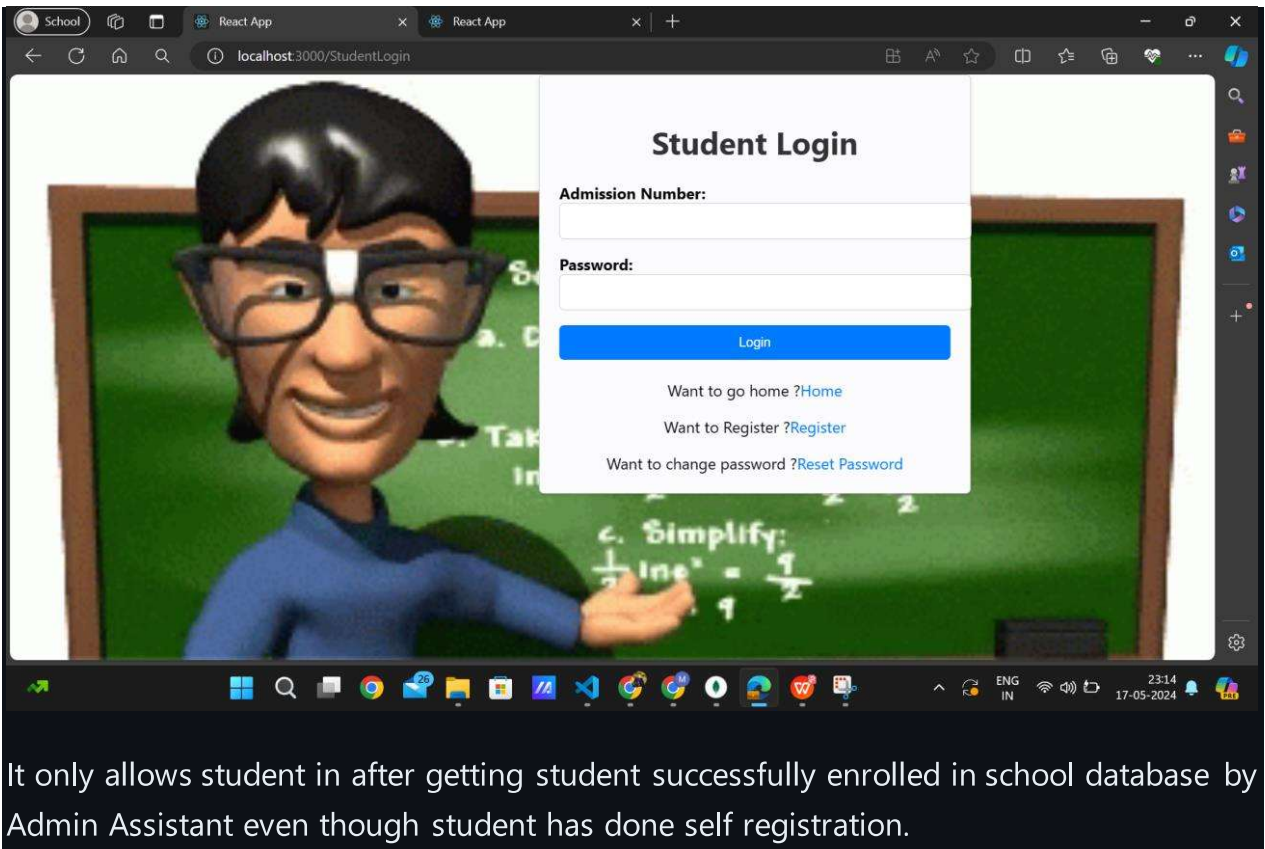 School
React App
React App
localhost:3000/StudentLogin
Student Login
Admission Number:
Password:
Login
Want to go home ?Home
Want to Register ?Register
Want to change password ?Reset Password
a.
c. Simplify:
26
ENG
IN
23:14
17-05-2024
It only allows student in after getting student successfully enrolled in school database by
Admin Assistant even though student has done self registration.